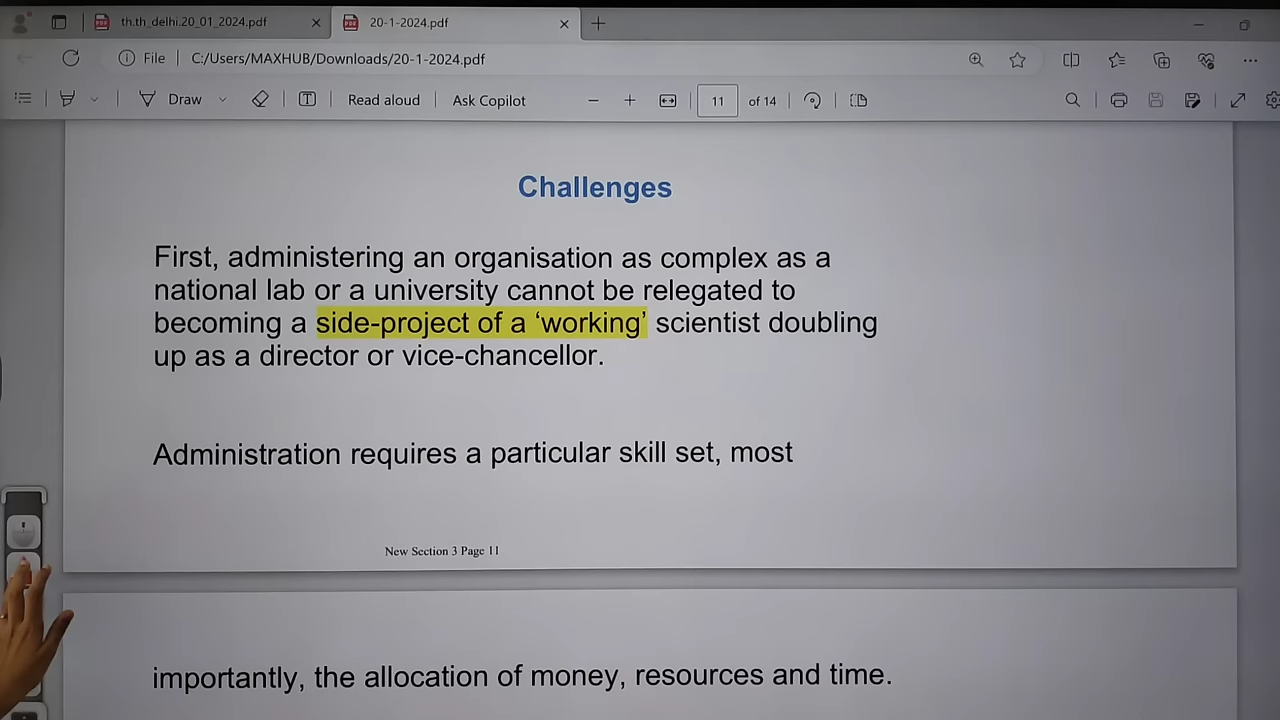 th.th_delhi.20_01_2024.pdf
20-1-2024.pdf
File
C:/Users/MAXHUB/Downloads/20-1-2024.pdf
Draw
Read aloud
Ask Copilot
11
of 14
Challenges
First, administering an organisation as complex as a
national lab or a university cannot be relegated to
becoming a side-project of a ‘working’ scientist doubling
up as a director or vice-chancellor.
Administration requires a particular skill set, most
New Section 3 Page 11
importantly, the allocation of money, resources and time.